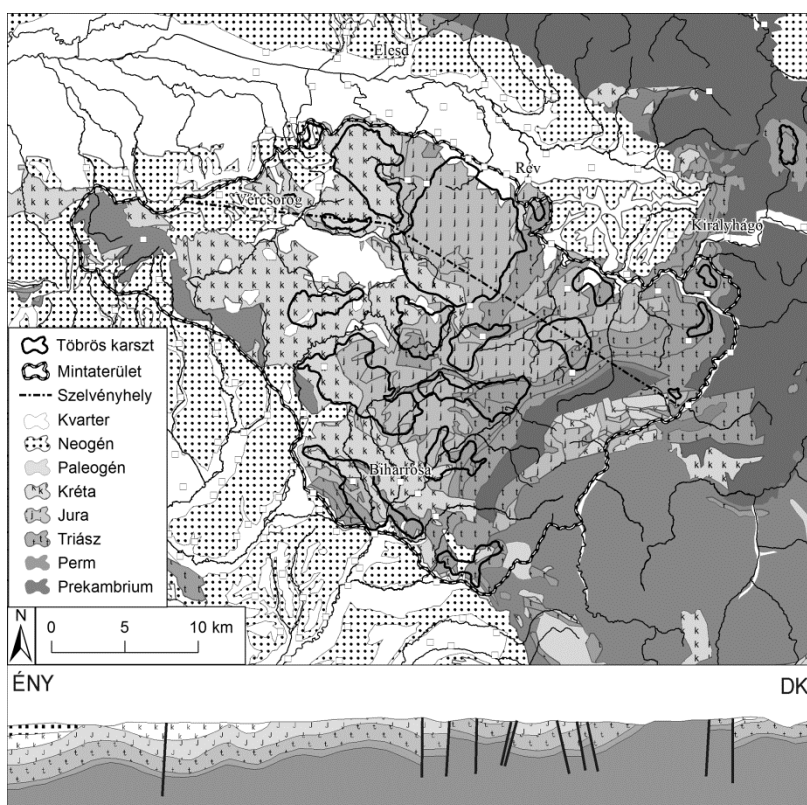 Élesd
Rév
Vércsorog
Királyhágó
Töbrös karszt
Mintaterület
Szelvényhely
Kvarter
Neogén
Paleogén
Kréta
Jura
Triász
Perm
Prekambrium
Biharrósa
N
0 5 10 km
ÉNY DK